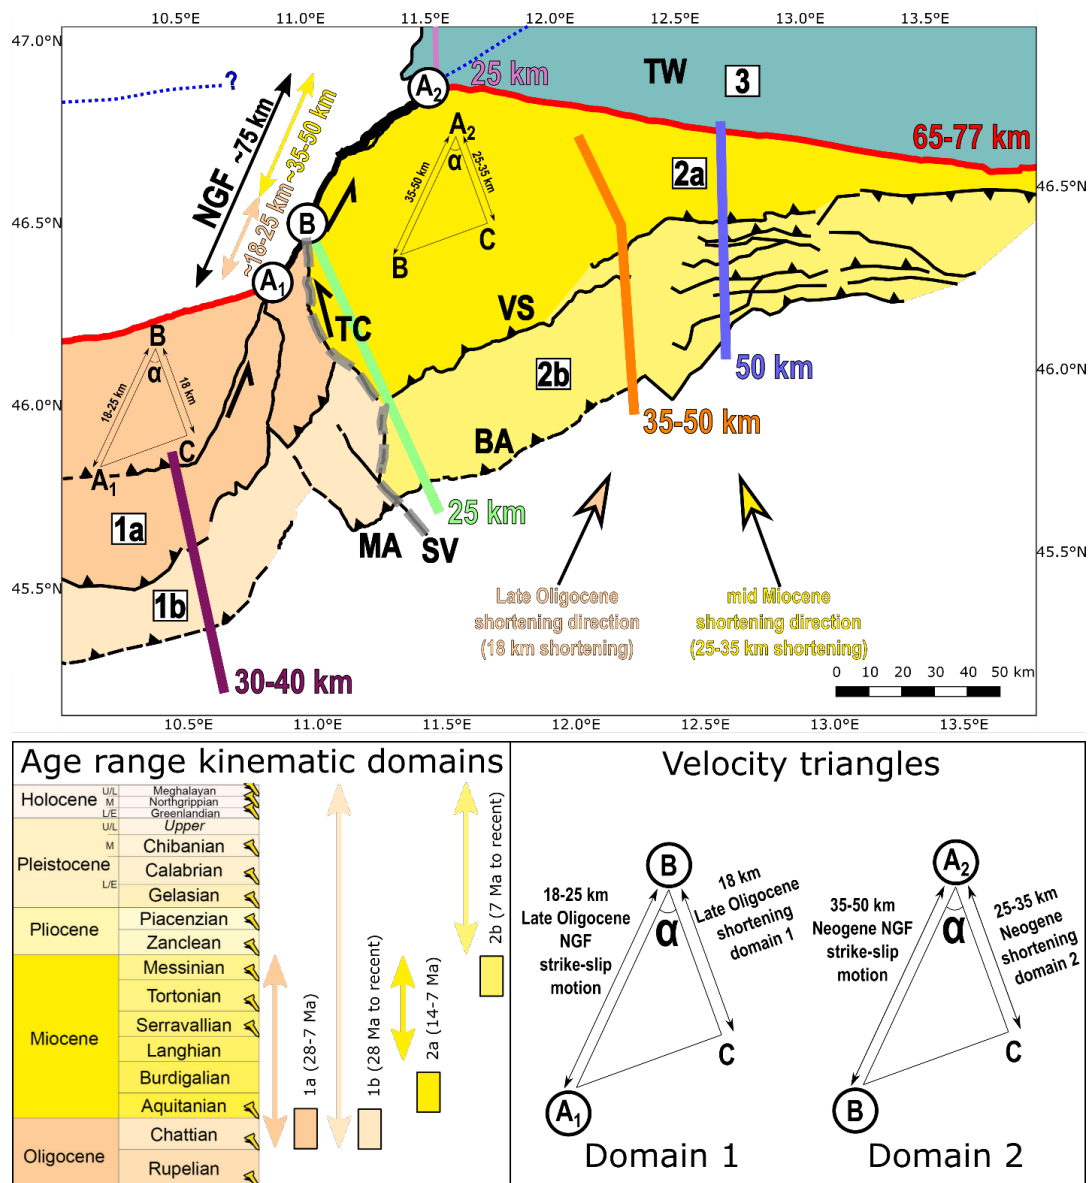 10.5°E 11.0°E 11.5°E 12.0°E 12.5°E 13.0°E 13.5°E
47.0°N
?
25 km
TW
3
A2
65-77 km
NGF ~75 km
~35-50 km
~18-25 km
A2
α
35-50 km
25-35 km
B
C
2a
46.5°N
46.5°N
B
A1
TC
VS
B
α
18-25 km
18 km
C
A1
2b
50 km
46.0°N
46.0°N
35-50 km
BA
25 km
1a
MA
SV
45.5°N
45.5°N
1b
30-40 km
Late Oligocene
shortening direction
(18 km shortening)
mid Miocene
shortening direction
(25-35 km shortening)
0 10 20 30 40 50 km
10.5°E 11.0°E 11.5°E 12.0°E 12.5°E 13.0°E 13.5°E
Age range kinematic domains
Holocene
U/L Meghalayan
M Northgrippian
L/E Greenlandian
Pleistocene
U/L Upper
M Chibanian
Calabrian
L/E
Gelasian
Pliocene
Piacenzian
Zanclean
Miocene
Messinian
Tortonian
Serravallian
Langhian
Burdigalian
Aquitanian
Oligocene
Chattian
Rupelian
1a (28-7 Ma)
1b (28 Ma to recent)
2a (14-7 Ma)
2b (7 Ma to recent)
Velocity triangles
B
α
18-25 km
Late Oligocene
NGF
strike-slip
motion
18 km
Late Oligocene
shortening
domain 1
C
A1
Domain 1
A2
α
35-50 km
Neogene NGF
strike-slip
motion
25-35 km
Neogene
shortening
domain 2
C
B
Domain 2